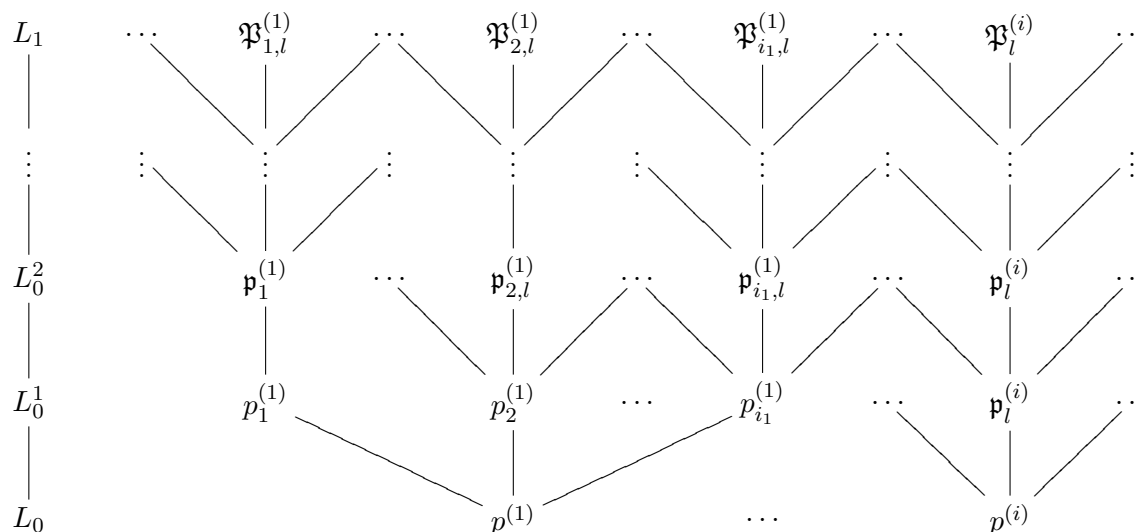 L_1 ⋯ 𝔓_{1,l}^{(1)} ⋯ 𝔓_{2,l}^{(1)} ⋯ 𝔓_{i_1,l}^{(1)} ⋯ 𝔓_l^{(i)} ⋯
⋮ ⋮ ⋮ ⋮ ⋮ ⋮ ⋮ ⋮ ⋮ ⋮
L_0^2 𝔭_1^{(1)} ⋯ 𝔭_{2,l}^{(1)} ⋯ 𝔭_{i_1,l}^{(1)} ⋯ 𝔭_l^{(i)} ⋯
L_0^1 p_1^{(1)} p_2^{(1)} ⋯ p_{i_1}^{(1)} ⋯ 𝔭_l^{(i)} ⋯
L_0 p^{(1)} ⋯ p^{(i)}